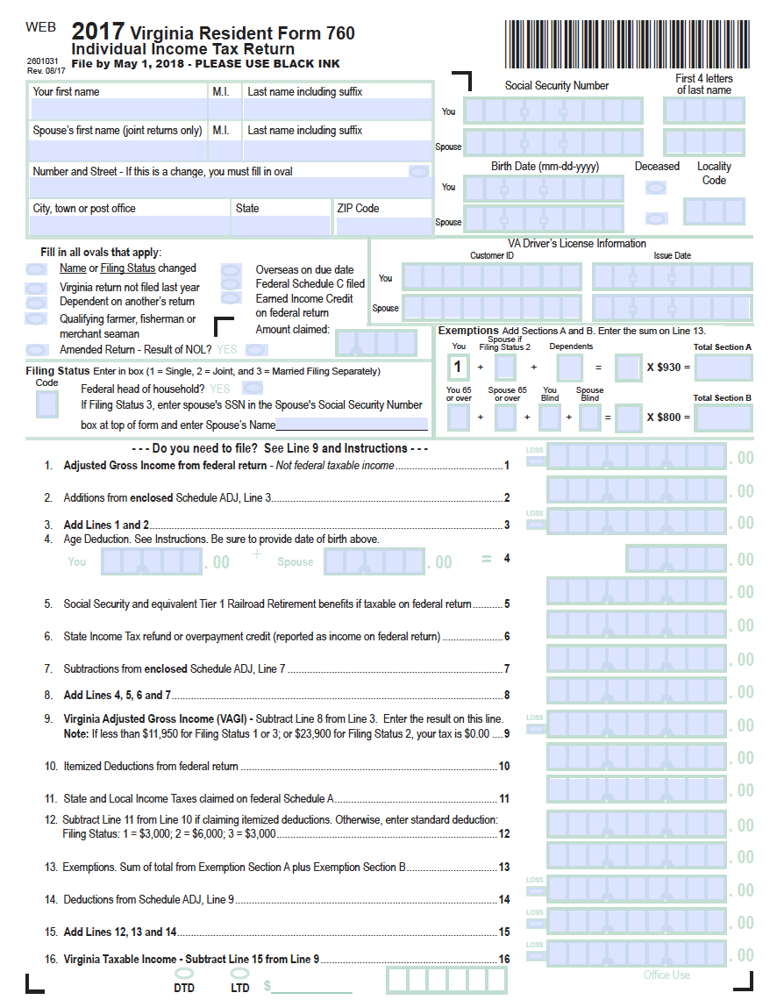 WEB
2017 Virginia Resident Form 760
Individual Income Tax Return
2601031
Rev. 08/17
File by May 1, 2018 - PLEASE USE BLACK INK
Your first name
M.I.
Last name including suffix
Spouse's first name (joint returns only)
M.I.
Last name including suffix
Number and Street - If this is a change, you must fill in oval
City, town or post office
State
ZIP Code
Social Security Number
First 4 letters
of last name
You
Spouse
Birth Date (mm-dd-yyyy)
Deceased
Locality
Code
You
Spouse
VA Driver's License Information
Customer ID
Issue Date
You
Spouse
Fill in all ovals that apply:
Name or Filing Status changed
Virginia return not filed last year
Dependent on another's return
Qualifying farmer, fisherman or
merchant seaman
Amended Return - Result of NOL? YES
Overseas on due date
Federal Schedule C filed
Earned Income Credit
on federal return
Amount claimed:
Exemptions Add Sections A and B. Enter the sum on Line 13.
You
Spouse if
Filing Status 2
Dependents
Total Section A
1 + + = X $930 =
You 65
or over
Spouse 65
or over
You
Blind
Spouse
Blind
Total Section B
+ + + = X $800 =
Filing Status Enter in box (1 = Single, 2 = Joint, and 3 = Married Filing Separately)
Code
Federal head of household? YES
If Filing Status 3, enter spouse's SSN in the Spouse's Social Security Number
box at top of form and enter Spouse's Name
- - - Do you need to file? See Line 9 and Instructions - - -
1. Adjusted Gross Income from federal return - Not federal taxable income 1 LOSS .00
2. Additions from enclosed Schedule ADJ, Line 3 2 .00
3. Add Lines 1 and 2 3 LOSS .00
4. Age Deduction. See Instructions. Be sure to provide date of birth above.
You .00 + Spouse .00 = 4 .00
5. Social Security and equivalent Tier 1 Railroad Retirement benefits if taxable on federal return 5 .00
6. State Income Tax refund or overpayment credit (reported as income on federal return) 6 .00
7. Subtractions from enclosed Schedule ADJ, Line 7 7 .00
8. Add Lines 4, 5, 6 and 7 8 .00
9. Virginia Adjusted Gross Income (VAGI) - Subtract Line 8 from Line 3. Enter the result on this line.
Note: If less than $11,950 for Filing Status 1 or 3; or $23,900 for Filing Status 2, your tax is $0.00 .... 9 LOSS .00
10. Itemized Deductions from federal return 10 .00
11. State and Local Income Taxes claimed on federal Schedule A 11 .00
12. Subtract Line 11 from Line 10 if claiming itemized deductions. Otherwise, enter standard deduction:
Filing Status: 1 = $3,000; 2 = $6,000; 3 = $3,000 12 .00
13. Exemptions. Sum of total from Exemption Section A plus Exemption Section B 13 .00
14. Deductions from Schedule ADJ, Line 9 14 LOSS .00
15. Add Lines 12, 13 and 14 15 LOSS .00
16. Virginia Taxable Income - Subtract Line 15 from Line 9 16 LOSS .00
DTD
LTD
$
Office Use